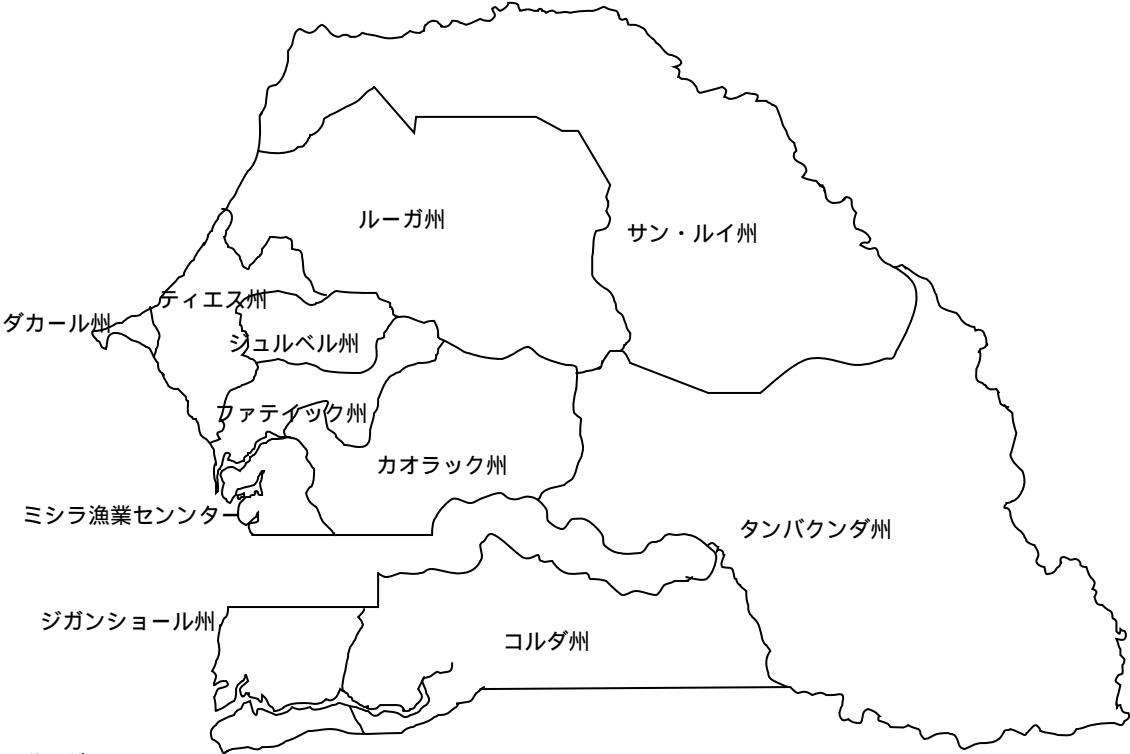 ルーガ州
サン・ルイ州
ティエス州
ダカール州
ジュルベル州
ファティック州
カオラック州
ミシラ漁業センンター
タンバクンダ州
ジガンショール州
コルダ州